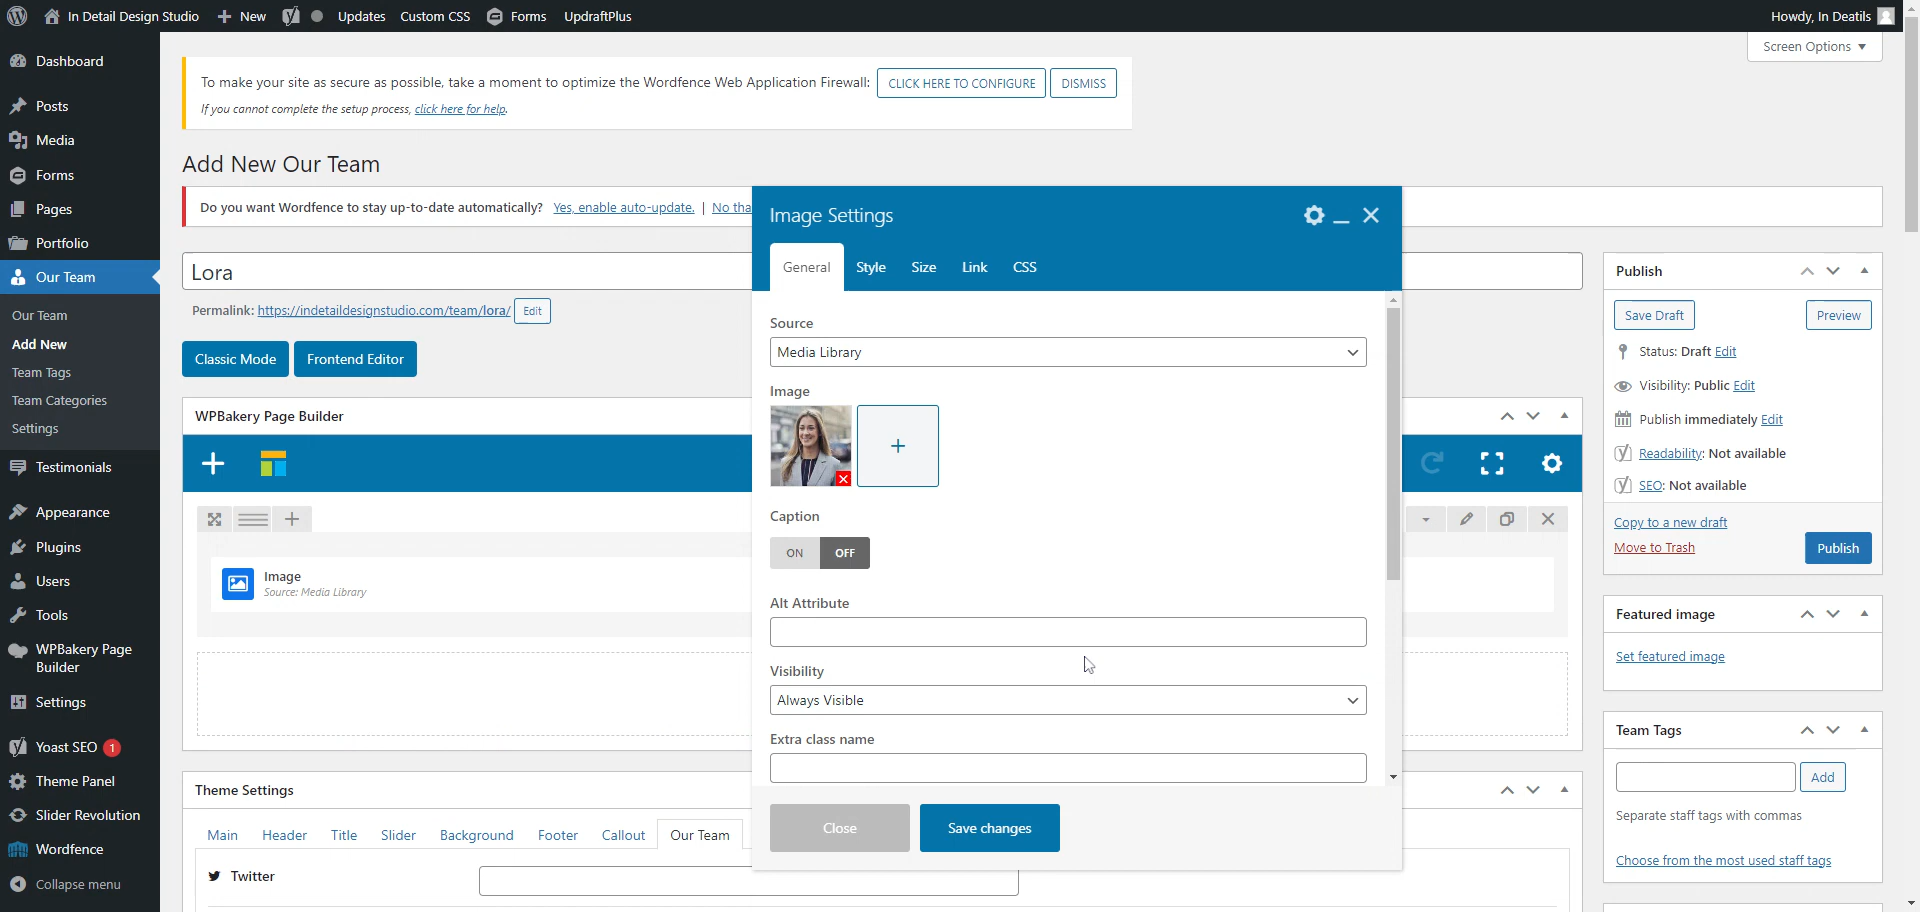 In Detail Design Studio New Updates Custom CSS Forms UpdraftPlus Howdy, In Deatils
Screen Options
Dashboard
Posts
Media
Forms
Pages
Portfolio
Our Team
Our Team
Add New
Team Tags
Team Categories
Settings
Testimonials
Appearance
Plugins
Users
Tools
WPBakery Page
Builder
Settings
Yoast SEO 1
Theme Panel
Slider Revolution
Wordfence
Collapse menu
To make your site as secure as possible, take a moment to optimize the Wordfence Web Application Firewall: CLICK HERE TO CONFIGURE DISMISS
If you cannot complete the setup process, click here for help.
Add New Our Team
Do you want Wordfence to stay up-to-date automatically? Yes, enable auto-update. | No tha
Lora
Permalink: https://indetaildesignstudio.com/team/lora/ Edit
Classic Mode Frontend Editor
WPBakery Page Builder
Image
Source: Media Library
Theme Settings
Main Header Title Slider Background Footer Callout Our Team
Twitter
Image Settings
General Style Size Link CSS
Source
Media Library
Image
Caption
ON OFF
Alt Attribute
Visibility
Always Visible
Extra class name
Close Save changes
Publish
Save Draft Preview
Status: Draft Edit
Visibility: Public Edit
Publish immediately Edit
Readability: Not available
SEO: Not available
Copy to a new draft
Move to Trash Publish
Featured image
Set featured image
Team Tags
Add
Separate staff tags with commas
Choose from the most used staff tags